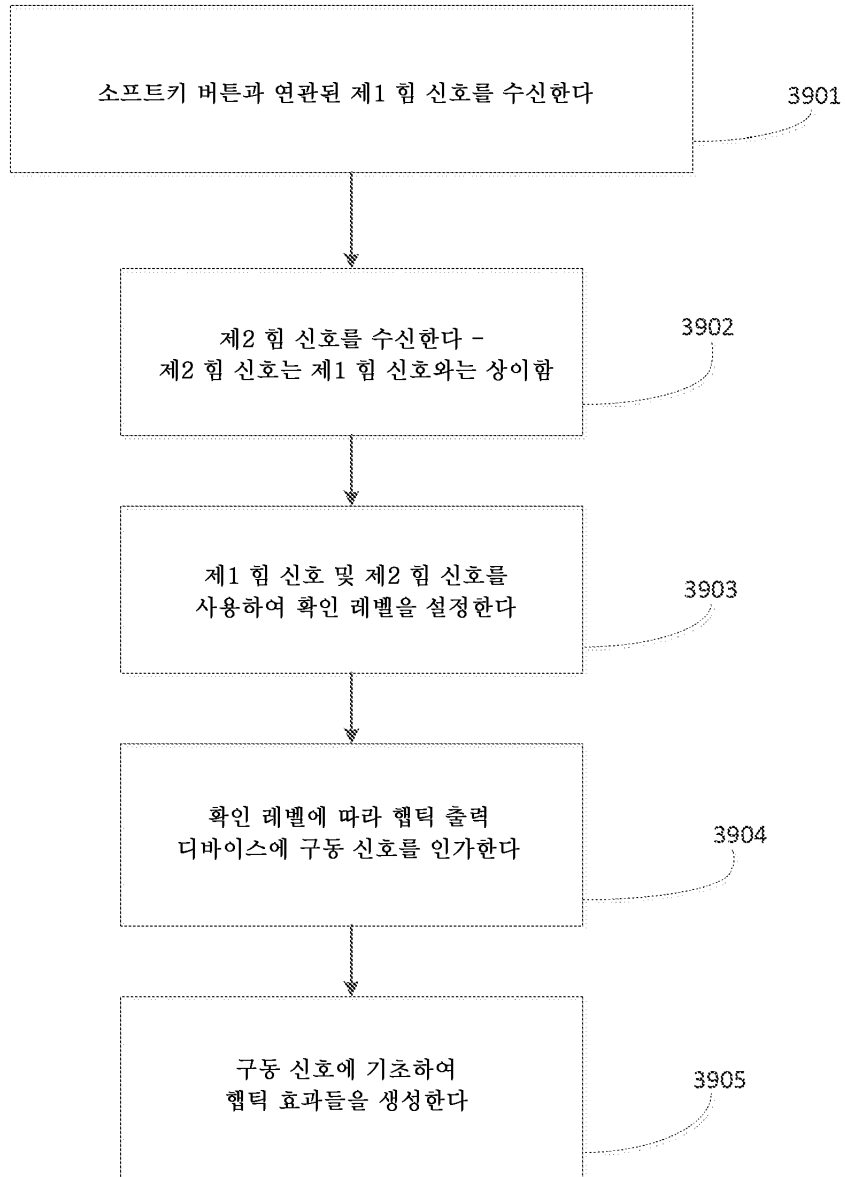 소프트키 버튼과 연관된 제1 힘 신호를 수신한다
3901
제2 힘 신호를 수신한다 -
제2 힘 신호는 제1 힘 신호와는 상이함
3902
제1 힘 신호 및 제2 힘 신호를
사용하여 확인 레벨을 설정한다
3903
확인 레벨에 따라 햅틱 출력
디바이스에 구동 신호를 인가한다
3904
구동 신호에 기초하여
햅틱 효과들을 생성한다
3905